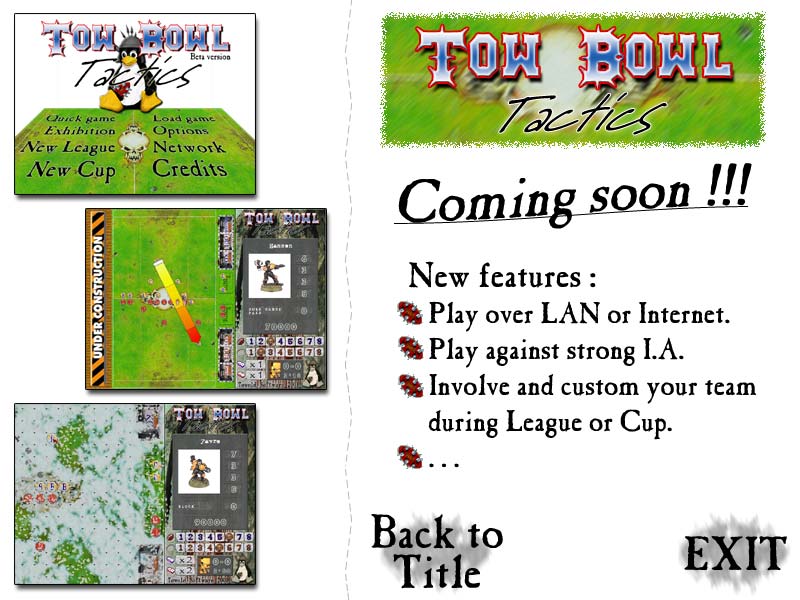 TOW BOWL
Tactics
Beta version
Quick game
Exhibition
New League
New Cup
Load game
Options
Network
Credits
UNDER CONSTRUCTION
TOW BOWL
TOW BOWL
BLOCK
TOW BOWL
Tactics
Coming soon !!!
New features :
Play over LAN or Internet.
Play against strong I.A.
Involve and custom your team
during League or Cup.
. . .
Back to
Title
EXIT